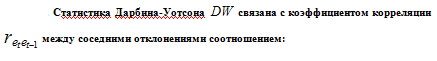 Статистика Дарбина-Уотсона DW связана с коэффициентом корреляции
r_{e_t e_{t-1}} между соседними отклонениями соотношением: